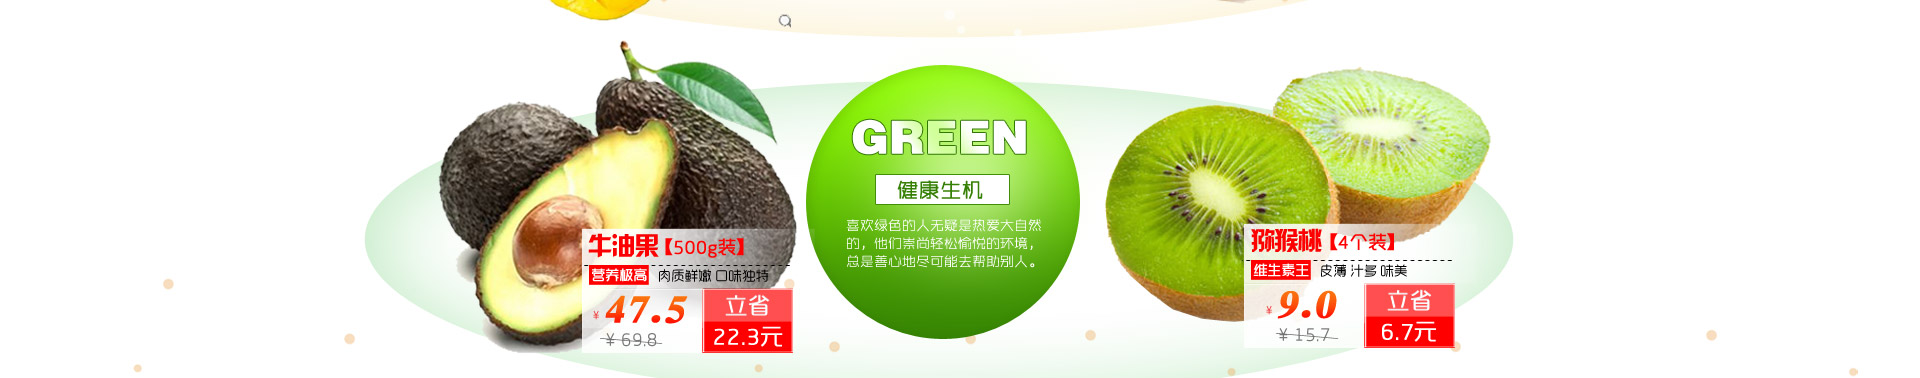 GREEN
健康生机
喜欢绿色的人无疑是热爱大自然
的，他们崇尚轻松愉悦的环境，
总是善心地尽可能去帮助别人。
牛油果【500g装】
营养极高 肉质鲜嫩 口味独特
¥ 47.5
¥ 69.8
立省
22.3元
猕猴桃【4个装】
维生素王 皮薄 汁多 味美
¥ 9.0
¥ 15.7
立省
6.7元